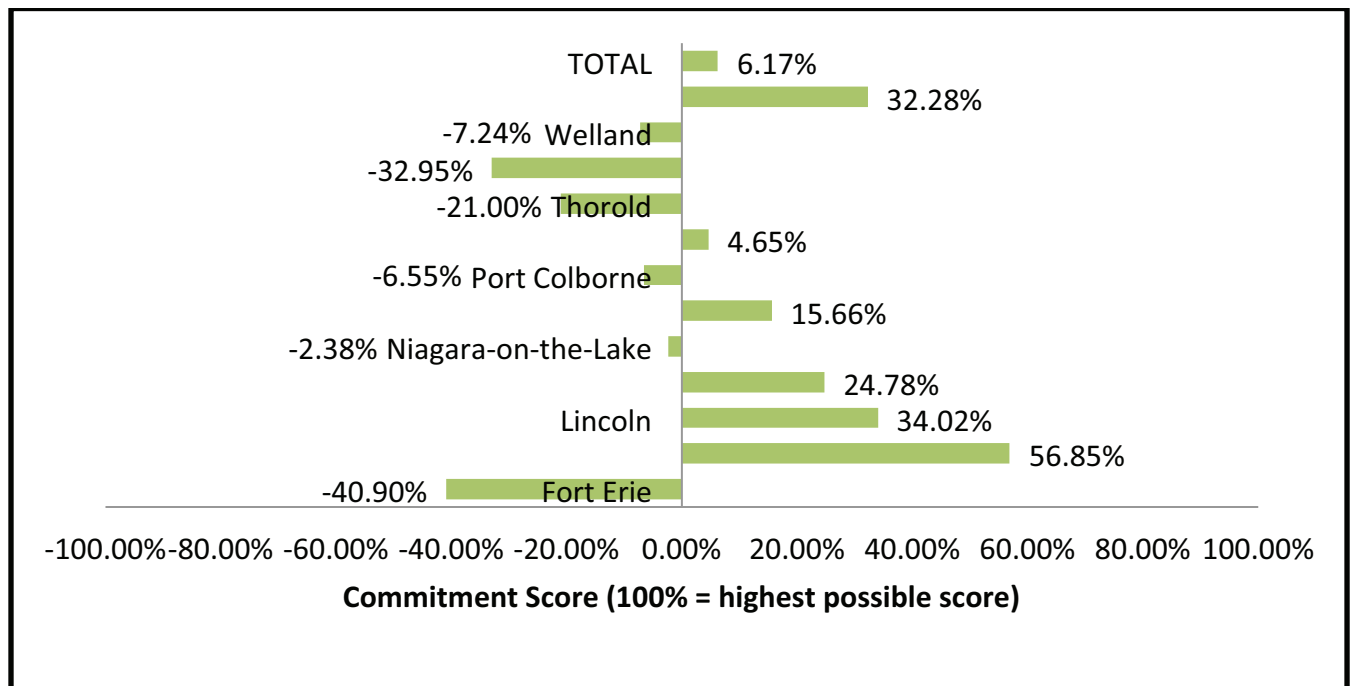 TOTAL 6.17%
32.28%
-7.24% Welland
-32.95%
-21.00% Thorold
4.65%
-6.55% Port Colborne
15.66%
-2.38% Niagara-on-the-Lake
24.78%
Lincoln 34.02%
56.85%
-40.90% Fort Erie
-100.00% -80.00% -60.00% -40.00% -20.00% 0.00% 20.00% 40.00% 60.00% 80.00% 100.00%
Commitment Score (100% = highest possible score)